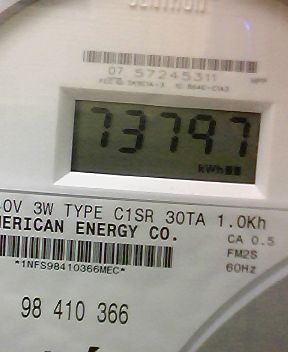 CENTRON
07 57245311
73797
kWh
0V 3W TYPE C1SR 30TA 1.0Kh
MERICAN ENERGY CO.
CA 0.5
*1NFS98410366MEC*
FM2S
60Hz
98 410 366